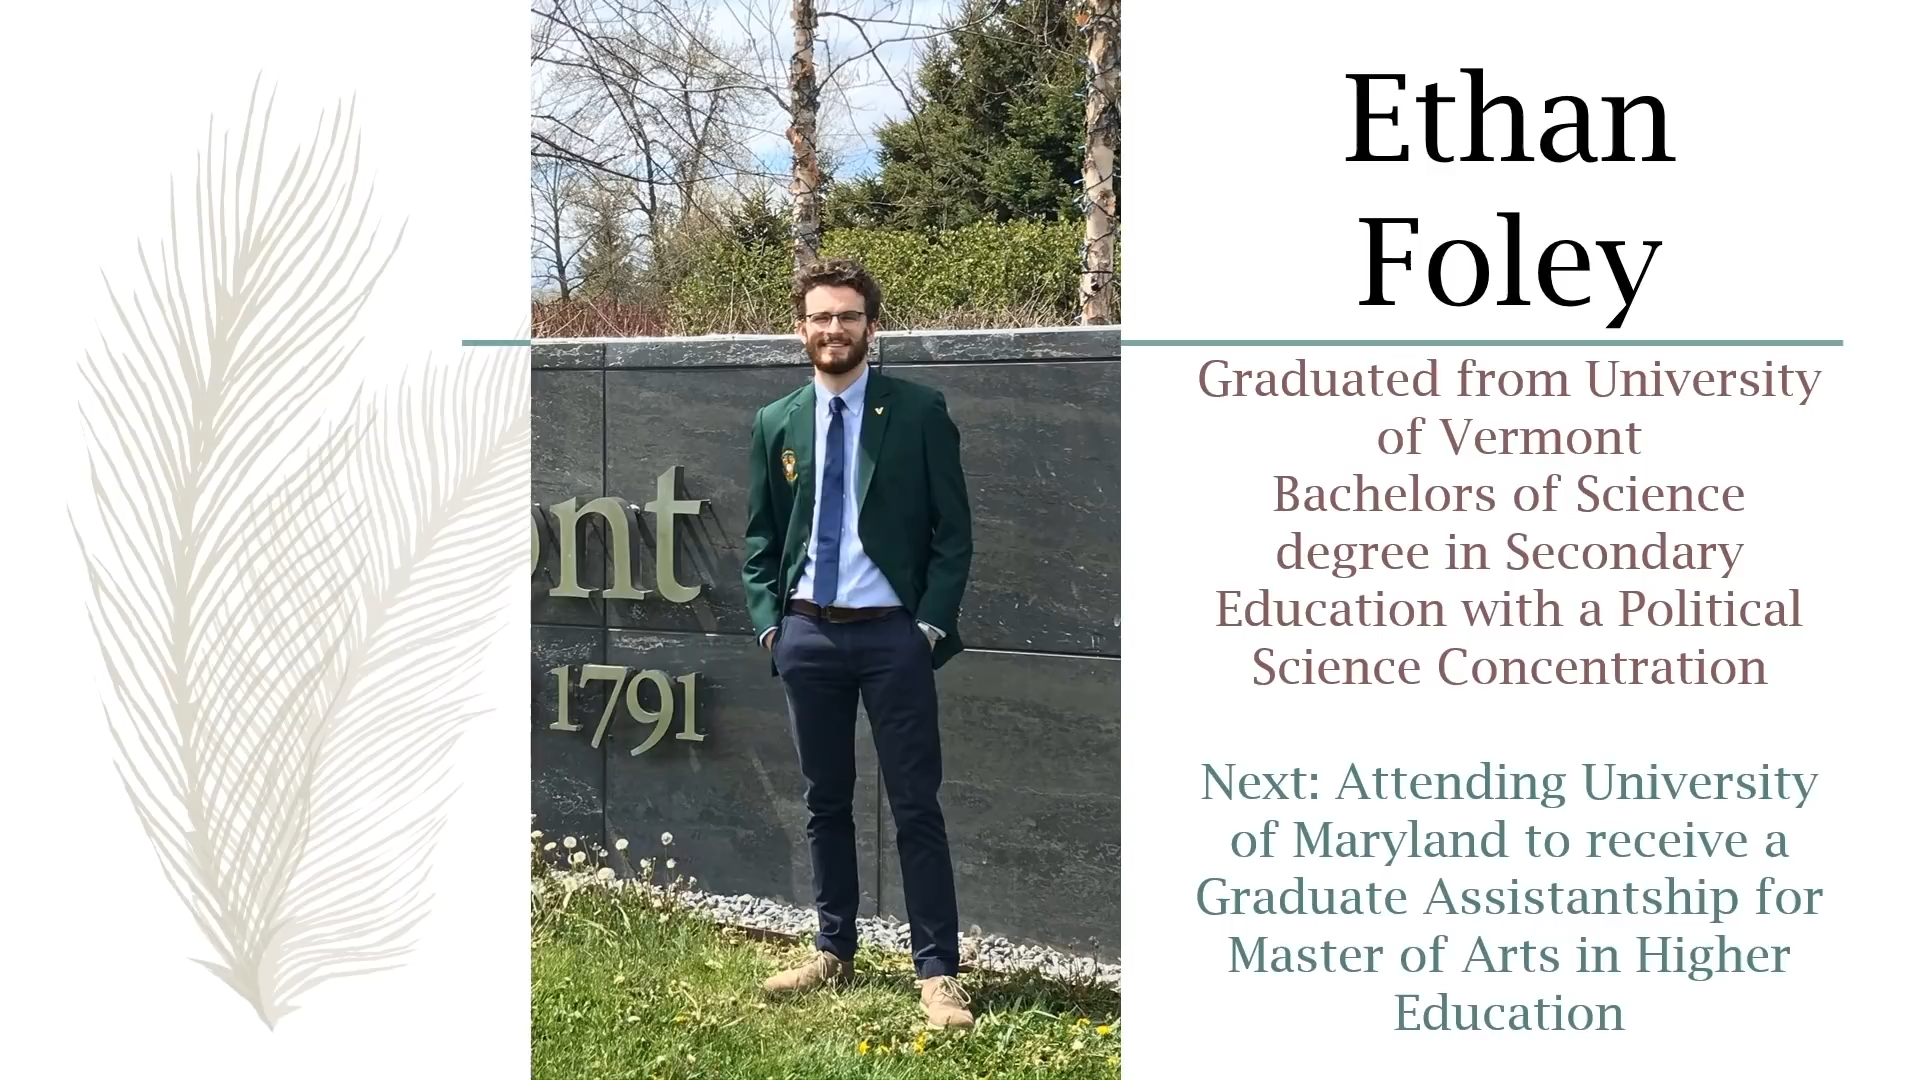 Ethan
Foley
Graduated from University
of Vermont
Bachelors of Science
degree in Secondary
Education with a Political
Science Concentration
Next: Attending University
of Maryland to receive a
Graduate Assistantship for
Master of Arts in Higher
Education
ont
1791